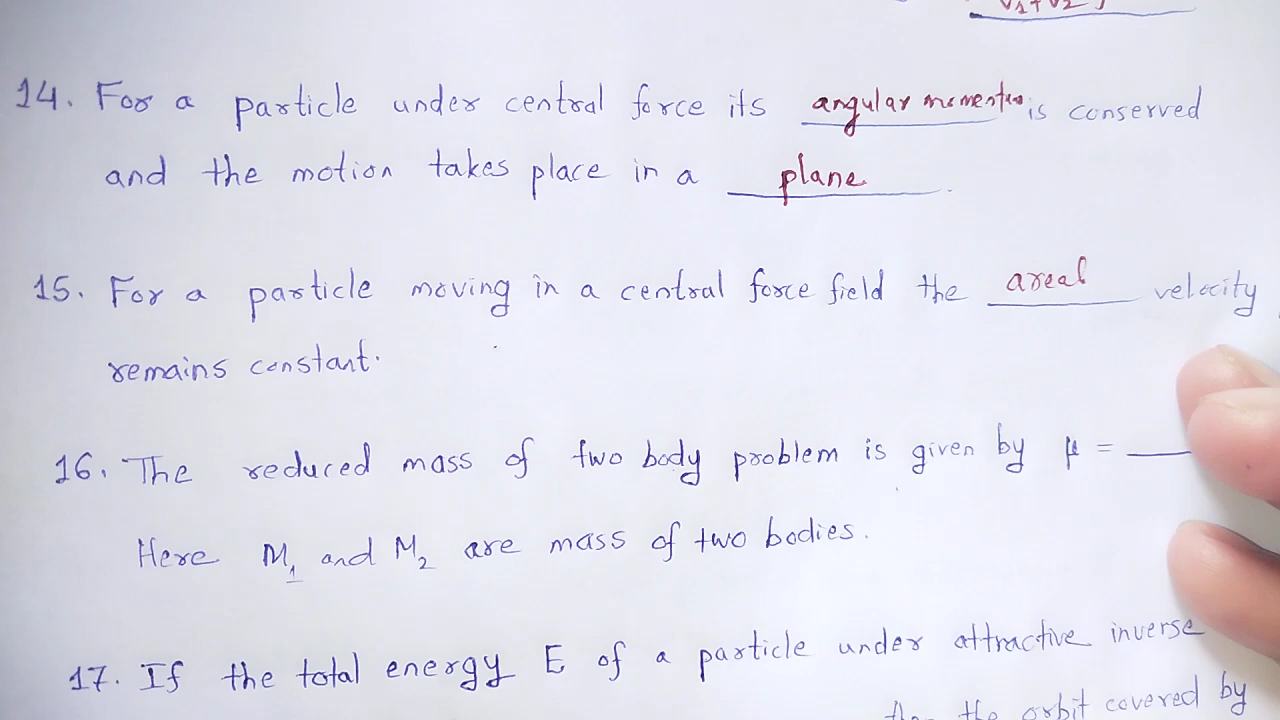 14. For a particle under central force its angular momentum is conserved
and the motion takes place in a plane.
15. For a particle moving in a central force field the areal velocity
remains constant.
16. The reduced mass of two body problem is given by μ = ___
Here M₁ and M₂ are mass of two bodies.
17. If the total energy E of a particle under attractive inverse
the orbit covered by